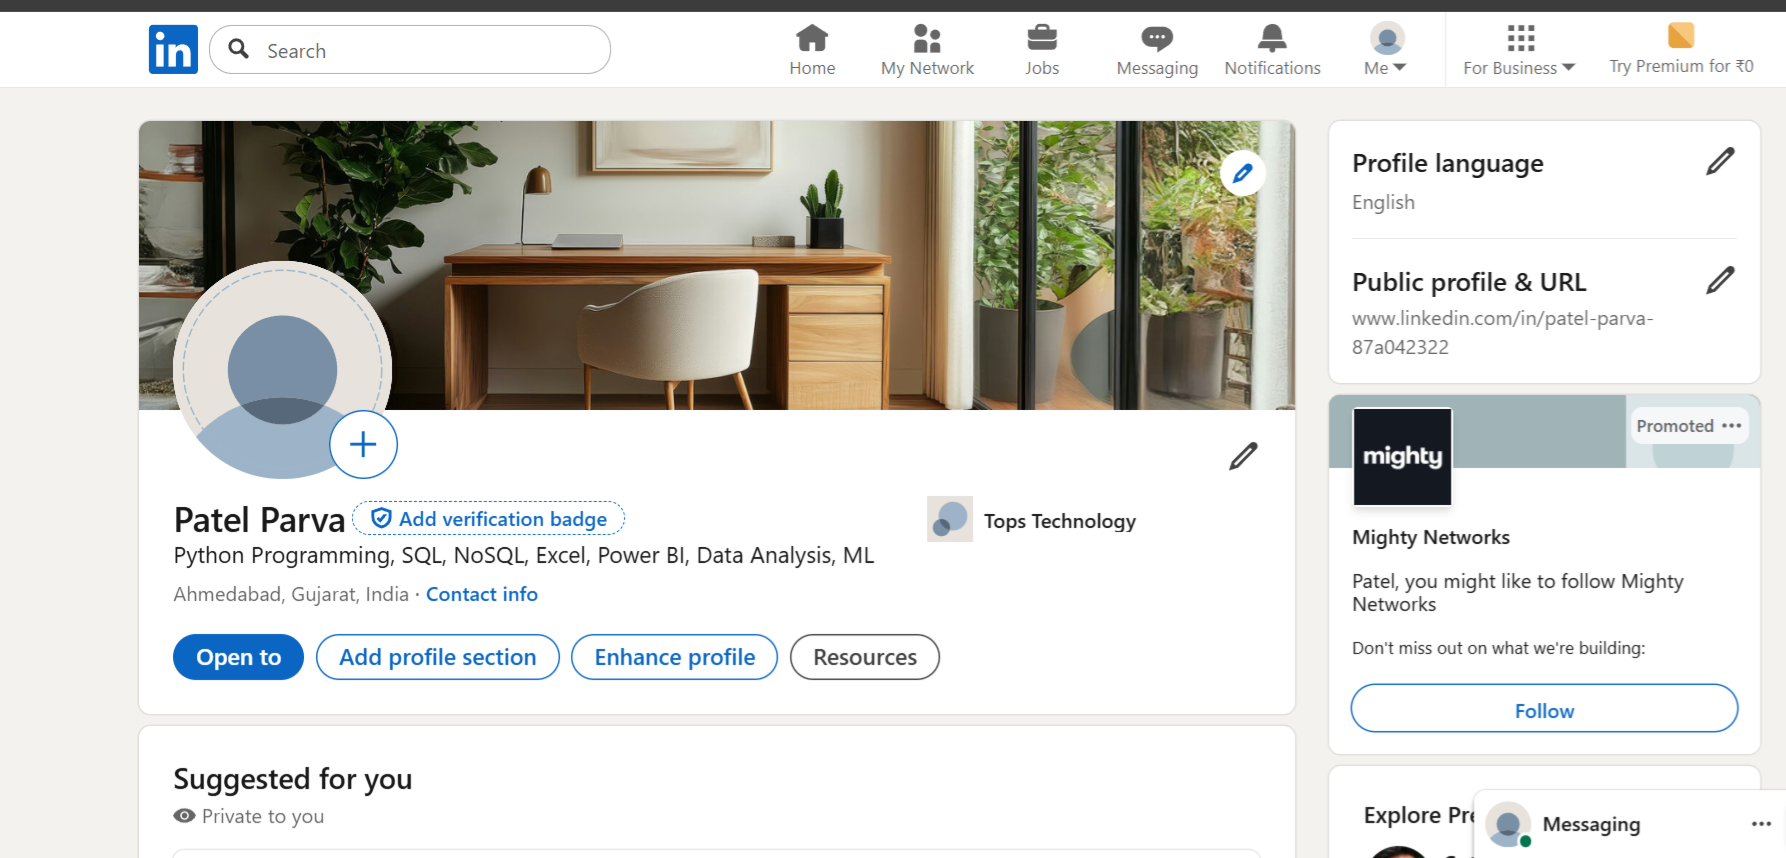 in
Search
Home
My Network
Jobs
Messaging
Notifications
Me
For Business
Try Premium for ₹0
Patel Parva
Add verification badge
Python Programming, SQL, NoSQL, Excel, Power BI, Data Analysis, ML
Ahmedabad, Gujarat, India · Contact info
Tops Technology
Open to
Add profile section
Enhance profile
Resources
Suggested for you
Private to you
Profile language
English
Public profile & URL
www.linkedin.com/in/patel-parva-
87a042322
Promoted
mighty
Mighty Networks
Patel, you might like to follow Mighty
Networks
Don't miss out on what we're building:
Follow
Explore
Messaging